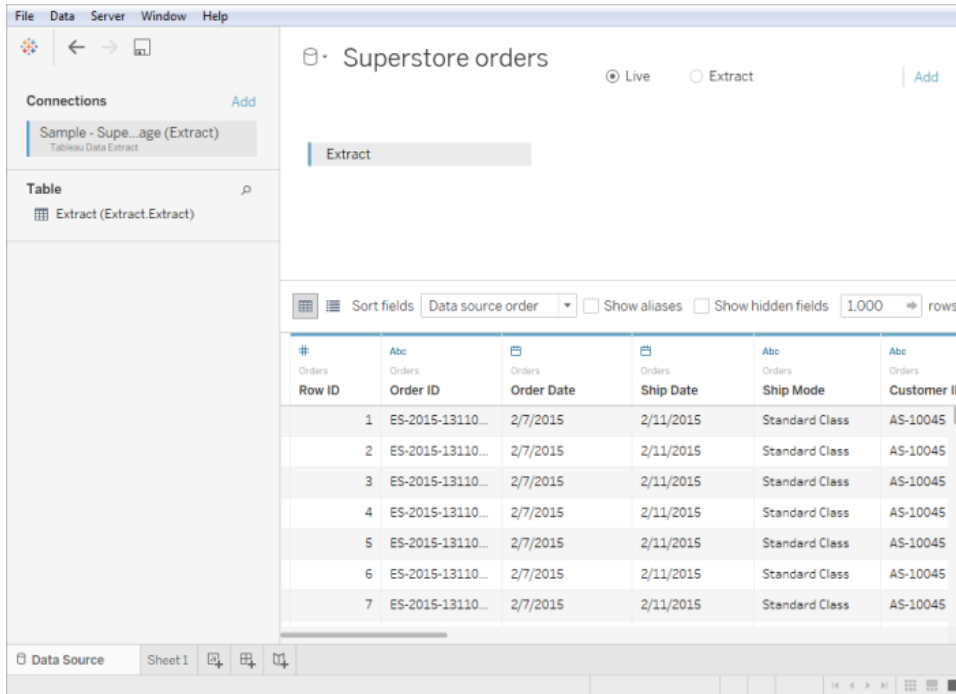 File Data Server Window Help
Superstore orders
Live Extract Add
Connections Add
Sample - Supe...age (Extract)
Tableau Data Extract
Extract
Table
Extract (Extract.Extract)
Sort fields Data source order Show aliases Show hidden fields 1,000 rows
# Abc Abc Abc
Orders Orders Orders Orders Orders Orders
Row ID Order ID Order Date Ship Date Ship Mode Customer I
1 ES-2015-13110... 2/7/2015 2/11/2015 Standard Class AS-10045
2 ES-2015-13110... 2/7/2015 2/11/2015 Standard Class AS-10045
3 ES-2015-13110... 2/7/2015 2/11/2015 Standard Class AS-10045
4 ES-2015-13110... 2/7/2015 2/11/2015 Standard Class AS-10045
5 ES-2015-13110... 2/7/2015 2/11/2015 Standard Class AS-10045
6 ES-2015-13110... 2/7/2015 2/11/2015 Standard Class AS-10045
7 ES-2015-13110... 2/7/2015 2/11/2015 Standard Class AS-10045
Data Source Sheet 1